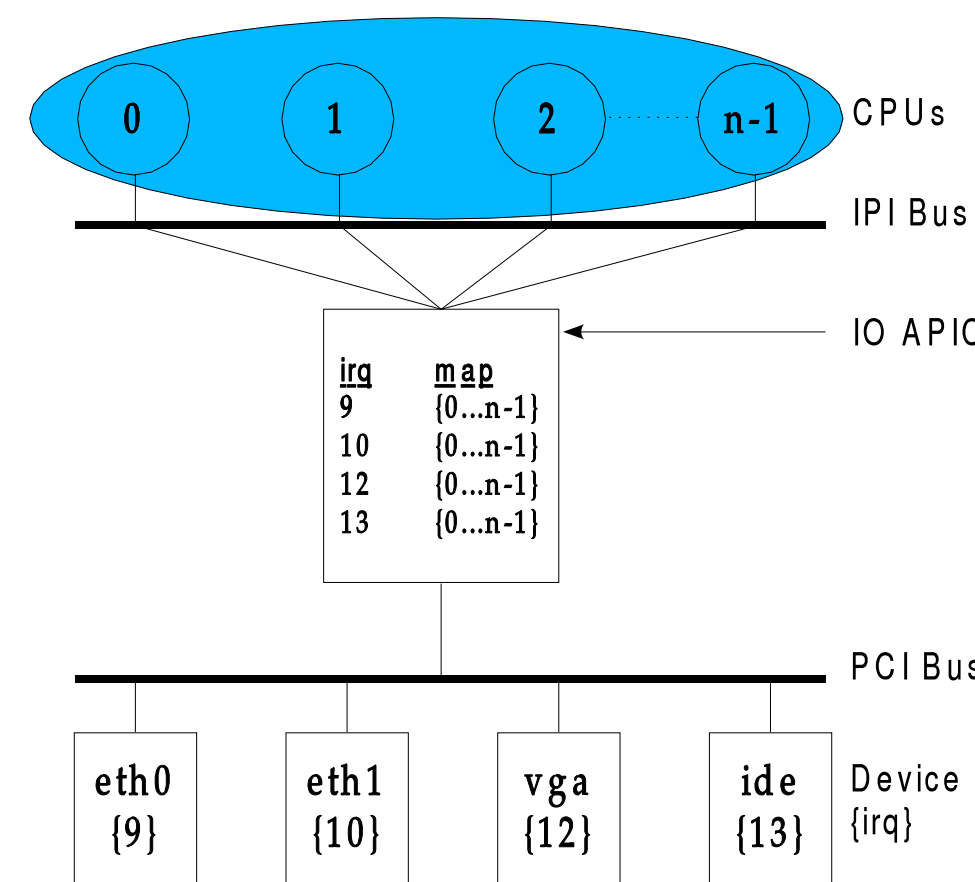 0 1 2 n-1 CPUs
IPI Bus
IO APIC
irq map
9 {0...n-1}
10 {0...n-1}
12 {0...n-1}
13 {0...n-1}
PCI Bus
eth0 eth1 vga ide Device
{9} {10} {12} {13} {irq}